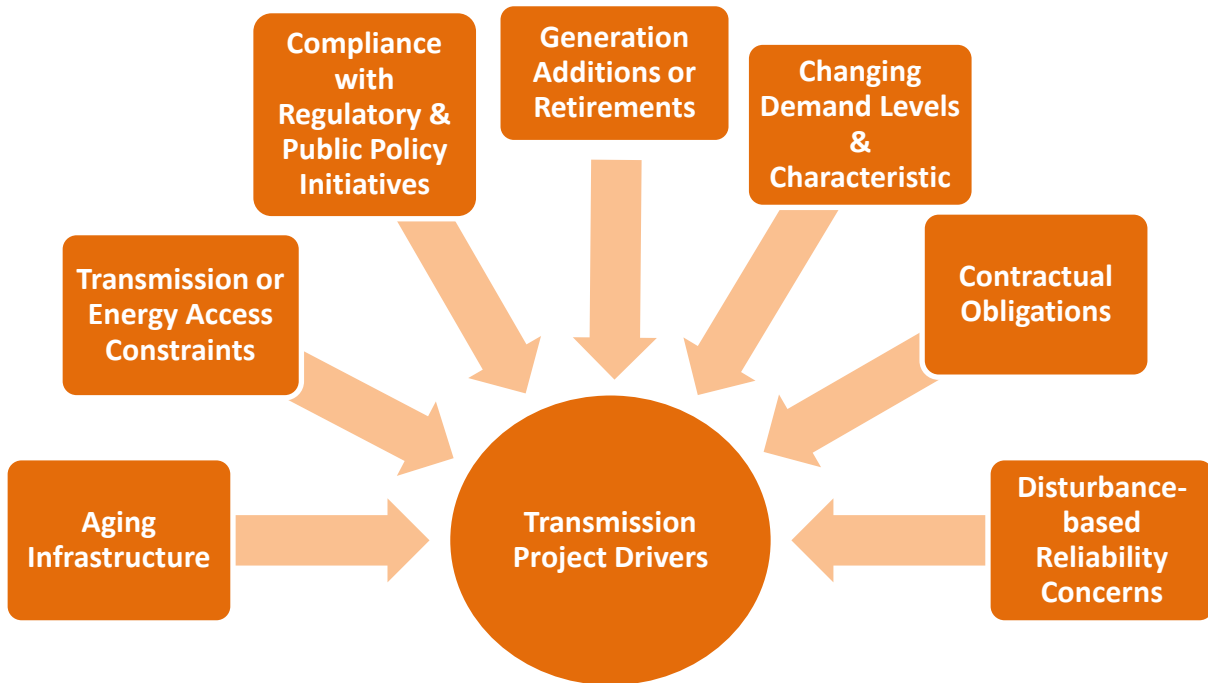 Compliance
with
Regulatory &
Public Policy
Initiatives
Generation
Additions or
Retirements
Changing
Demand Levels
&
Characteristic
Transmission or
Energy Access
Constraints
Contractual
Obligations
Aging
Infrastructure
Transmission
Project Drivers
Disturbance-
based
Reliability
Concerns